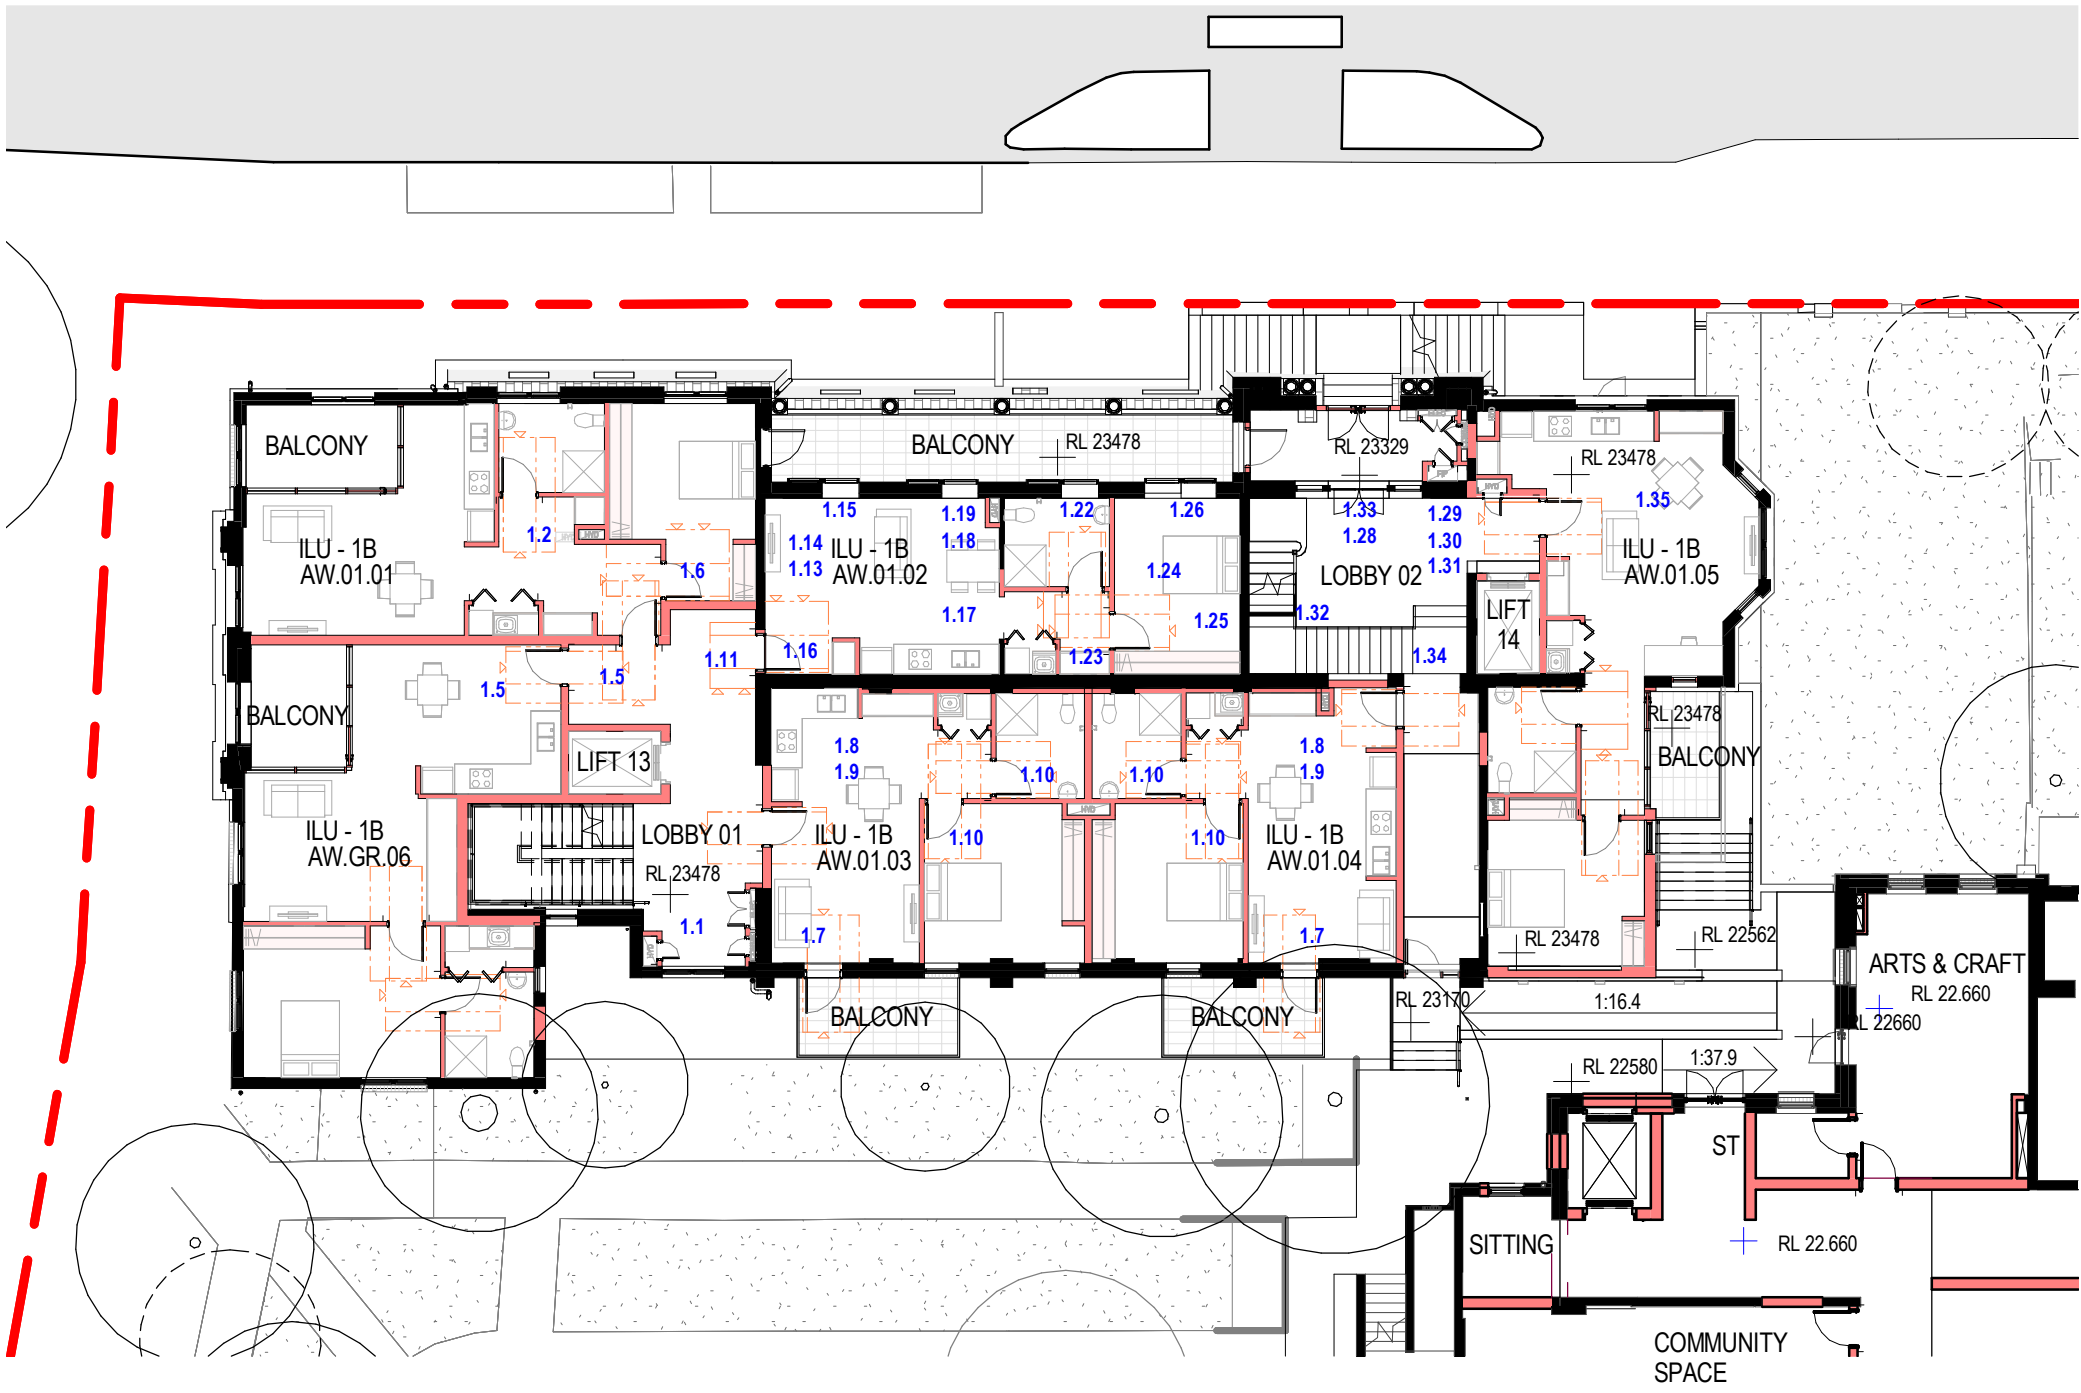 BALCONY
BALCONY
RL 23478
RL 23329
RL 23478
1.2
1.15
1.19
1.22
1.26
1.33
1.29
1.35
ILU - 1B
AW.01.01
1.14
1.13
ILU - 1B
AW.01.02
1.18
1.28
1.30
1.31
ILU - 1B
AW.01.05
1.6
1.24
LOBBY 02
1.17
1.25
1.32
LIFT
14
1.16
1.11
1.23
1.34
1.5
1.5
BALCONY
RL 23478
BALCONY
LIFT 13
1.8
1.9
1.10
1.10
1.8
1.9
ILU - 1B
AW.GR.06
LOBBY 01
RL 23478
ILU - 1B
AW.01.03
1.10
1.10
ILU - 1B
AW.01.04
1.1
1.7
1.7
RL 23478
RL 22562
ARTS & CRAFT
RL 22.660
RL 22660
BALCONY
BALCONY
RL 23170
1:16.4
RL 22580
1:37.9
ST
SITTING
RL 22.660
COMMUNITY
SPACE